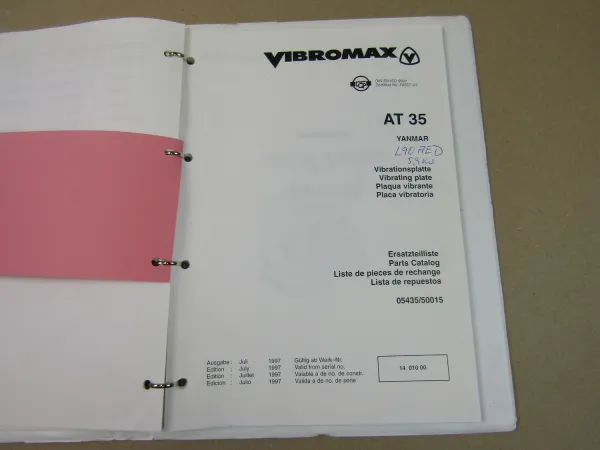 VIBROMAX
AT 35
YANMAR
L90 AED
5,9 KW
Vibrationsplatte
Vibrating plate
Plaqua vibrante
Placa vibratoria
Ersatzteilliste
Parts Catalog
Liste de pieces de rechange
Lista de repuestos
05435/50015
Ausgabe : Juli 1997 Gültig ab Werk-Nr.
Edition : July 1997 Valid from serial no.
Edition : Juillet 1997 Valable a de no. de constr.
Edición : Julio 1997 Valida a de no. de serie
14 010 00